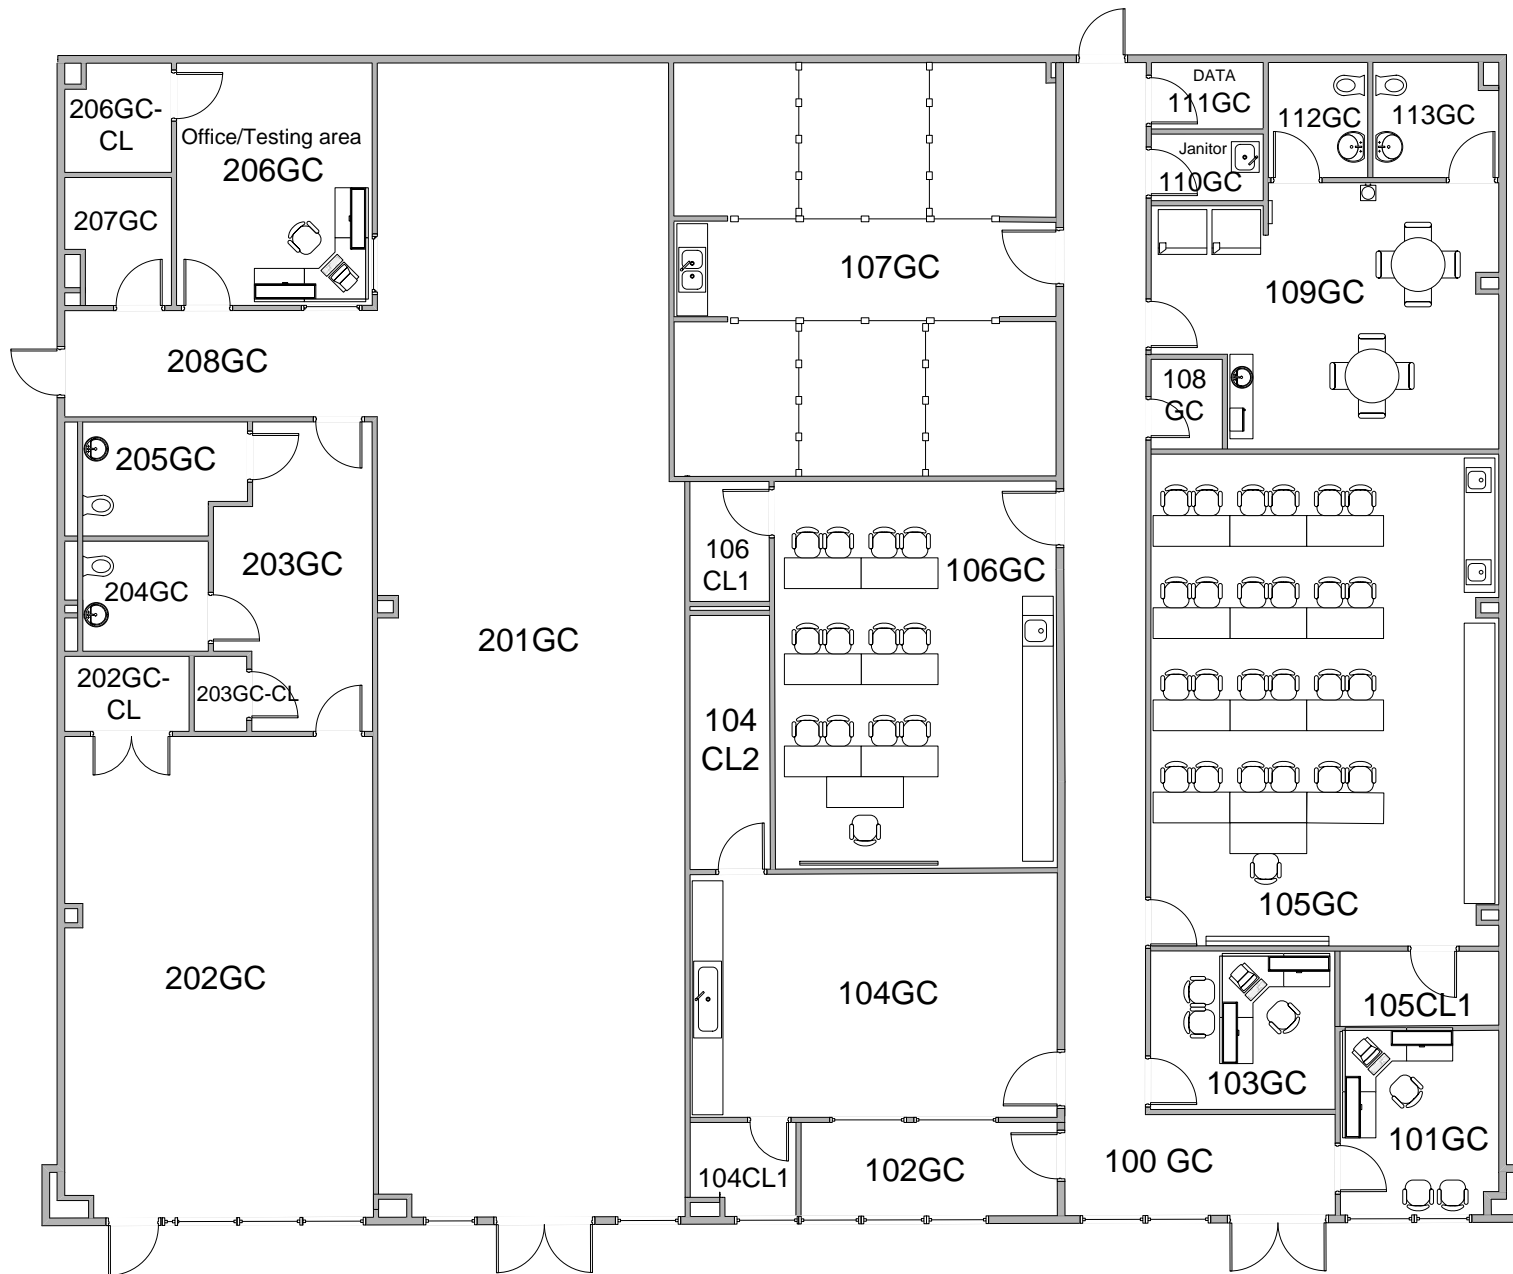 DATA
111GC
112GC
113GC
206GC-
CL
Office/Testing area
206GC
Janitor
110GC
207GC
107GC
109GC
208GC
108
GC
205GC
203GC
204GC
106
CL1
106GC
201GC
202GC-
CL
203GC-CL
104
CL2
105GC
202GC
104GC
105CL1
103GC
101GC
104CL1
102GC
100 GC